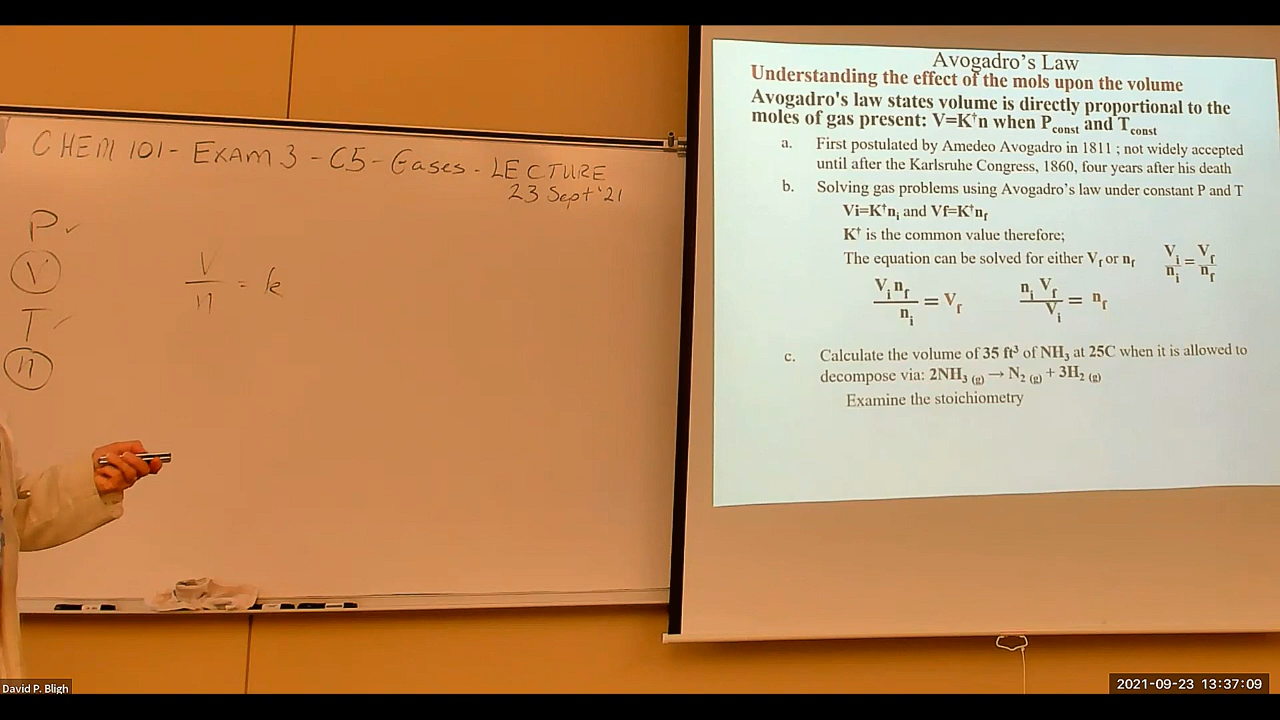 CHEM 101 - EXAM 3 - C5 - Gases - LECTURE
23 Sept '21
P✓
V
T✓
n
V
n = k
Avogadro's Law
Understanding the effect of the mols upon the volume
Avogadro's law states volume is directly proportional to the
moles of gas present: V=K†n when Pconst and Tconst
a. First postulated by Amedeo Avogadro in 1811 ; not widely accepted
until after the Karlsruhe Congress, 1860, four years after his death
b. Solving gas problems using Avogadro's law under constant P and T
Vi=K†ni and Vf=K†nf
K† is the common value therefore;
The equation can be solved for either Vf or nf
Vi/ni = Vf/nf
Vi nf/ni = Vf
ni Vf/Vi = nf
c. Calculate the volume of 35 ft³ of NH₃ at 25C when it is allowed to
decompose via: 2NH₃ (g) → N₂ (g) + 3H₂ (g)
Examine the stoichiometry
David P. Bligh
2021-09-23 13:37:09